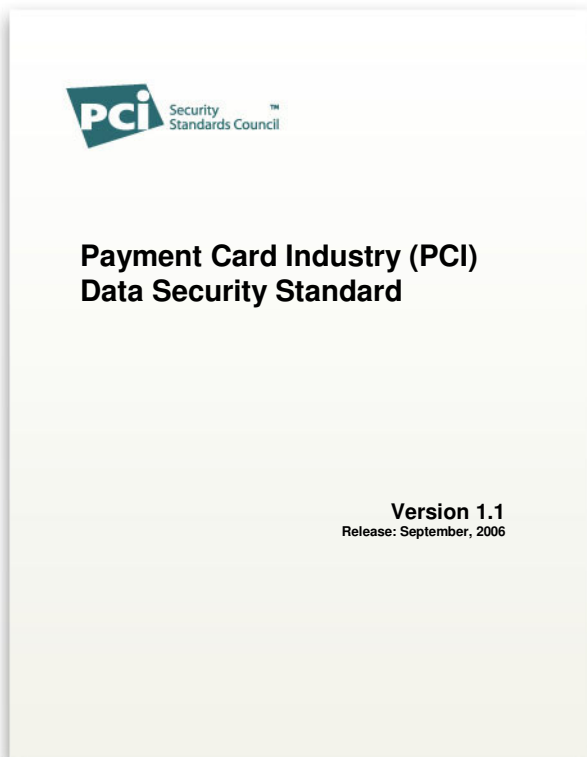 PCI Security ™
Standards Council
Payment Card Industry (PCI)
Data Security Standard
Version 1.1
Release: September, 2006